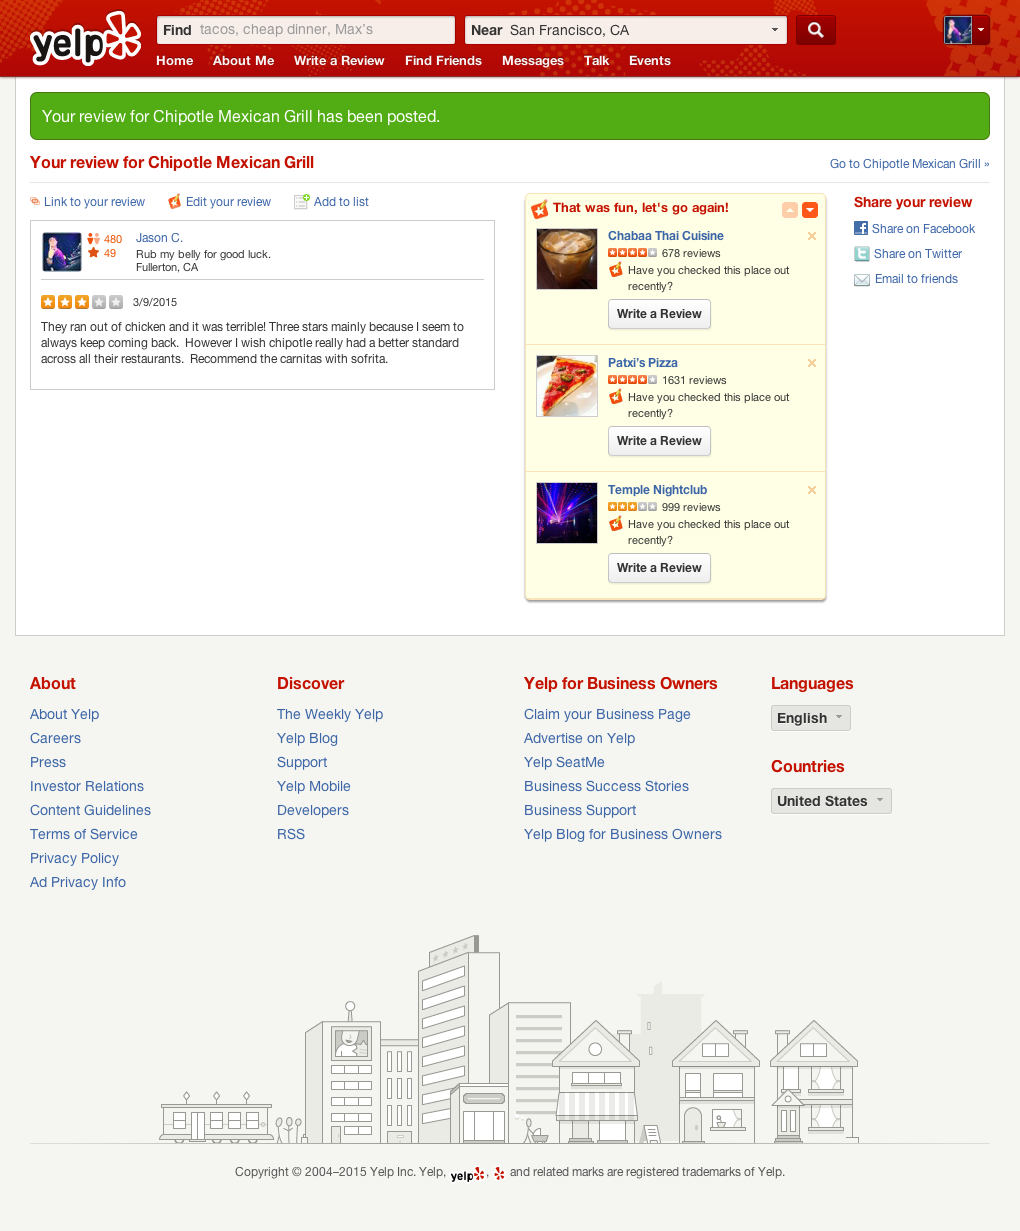 yelp
Find tacos, cheap dinner, Max's
Near San Francisco, CA
Home About Me Write a Review Find Friends Messages Talk Events
Your review for Chipotle Mexican Grill has been posted.
Your review for Chipotle Mexican Grill
Go to Chipotle Mexican Grill »
Link to your review Edit your review Add to list
480
49
Jason C.
Rub my belly for good luck.
Fullerton, CA
3/9/2015
They ran out of chicken and it was terrible! Three stars mainly because I seem to
always keep coming back. However I wish chipotle really had a better standard
across all their restaurants. Recommend the carnitas with sofrita.
That was fun, let's go again!
Chabaa Thai Cuisine
678 reviews
Have you checked this place out
recently?
Write a Review
Patxi's Pizza
1631 reviews
Have you checked this place out
recently?
Write a Review
Temple Nightclub
999 reviews
Have you checked this place out
recently?
Write a Review
Share your review
Share on Facebook
Share on Twitter
Email to friends
About
About Yelp
Careers
Press
Investor Relations
Content Guidelines
Terms of Service
Privacy Policy
Ad Privacy Info
Discover
The Weekly Yelp
Yelp Blog
Support
Yelp Mobile
Developers
RSS
Yelp for Business Owners
Claim your Business Page
Advertise on Yelp
Yelp SeatMe
Business Success Stories
Business Support
Yelp Blog for Business Owners
Languages
English
Countries
United States
Copyright © 2004–2015 Yelp Inc. Yelp, yelp, and related marks are registered trademarks of Yelp.